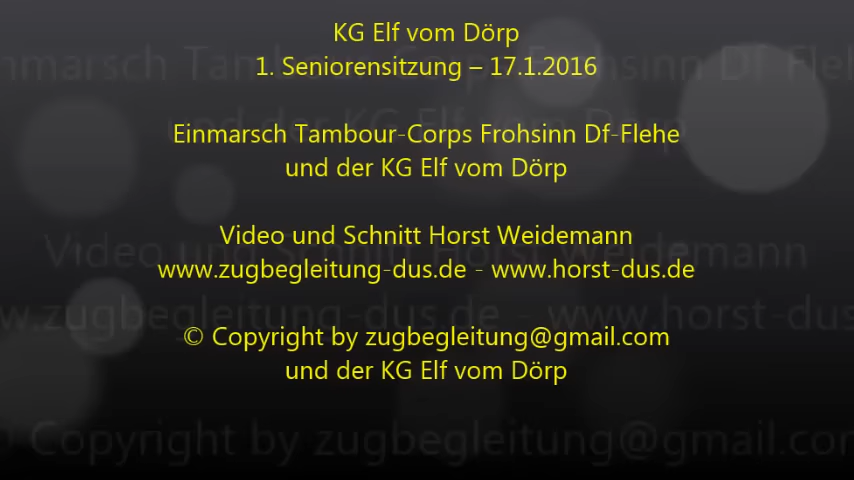 KG Elf vom Dörp
1. Seniorensitzung – 17.1.2016
Einmarsch Tambour-Corps Frohsinn Df-Flehe
und der KG Elf vom Dörp
Video und Schnitt Horst Weidemann
www.zugbegleitung-dus.de - www.horst-dus.de
© Copyright by zugbegleitung@gmail.com
und der KG Elf vom Dörp